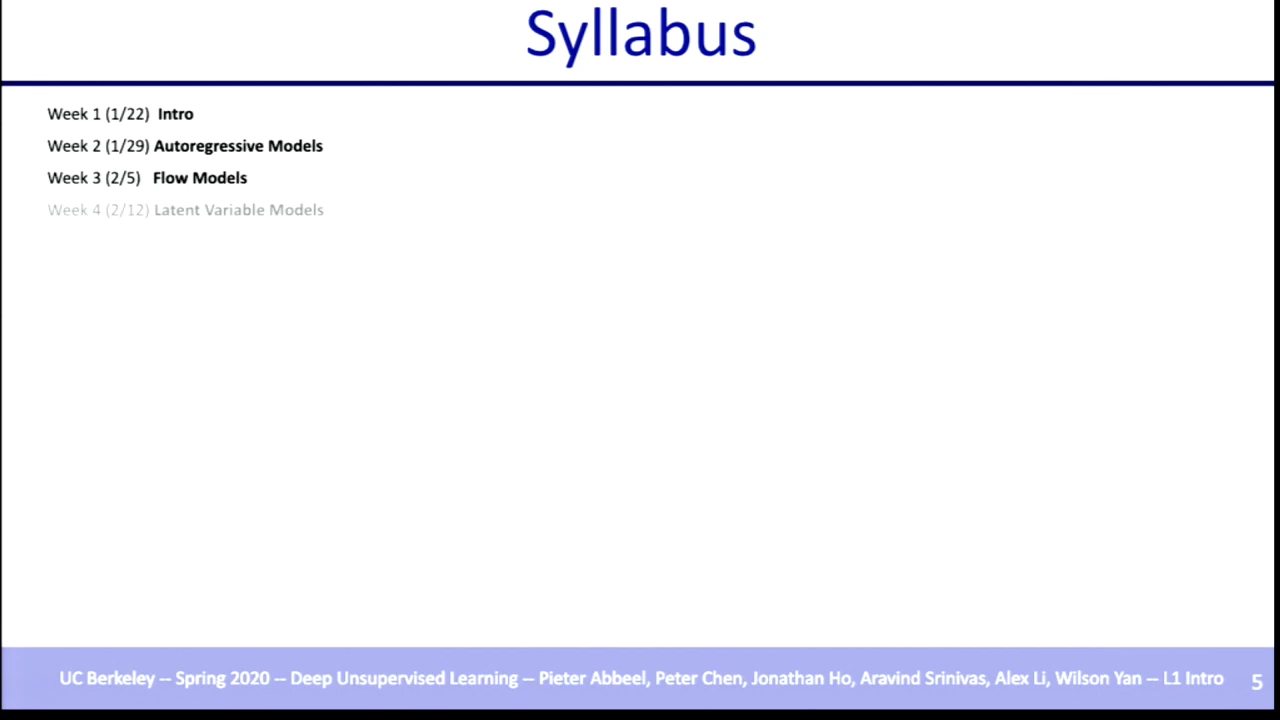 Syllabus
Week 1 (1/22) Intro
Week 2 (1/29) Autoregressive Models
Week 3 (2/5) Flow Models
Week 4 (2/12) Latent Variable Models
UC Berkeley -- Spring 2020 -- Deep Unsupervised Learning -- Pieter Abbeel, Peter Chen, Jonathan Ho, Aravind Srinivas, Alex Li, Wilson Yan -- L1 Intro 5